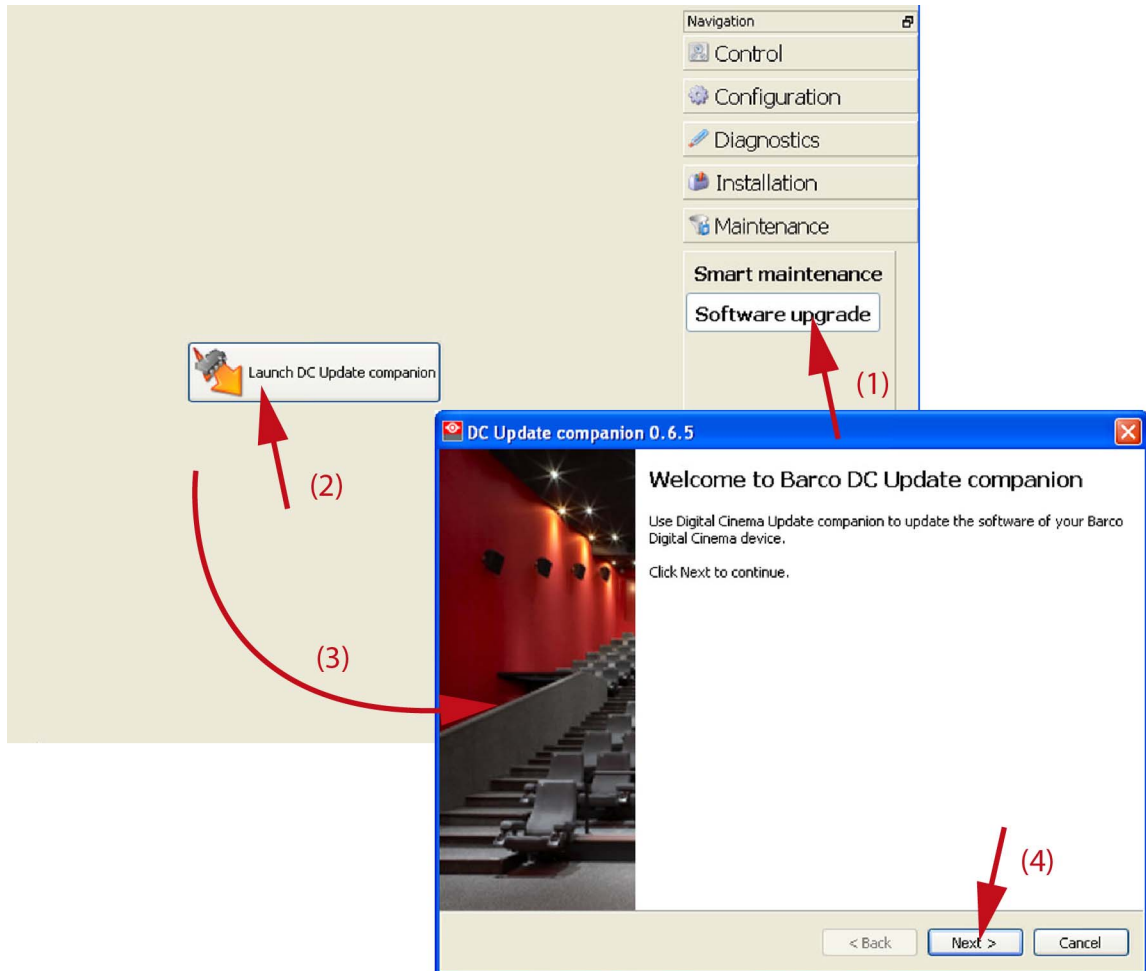 Navigation
Control
Configuration
Diagnostics
Installation
Maintenance
Smart maintenance
Software upgrade
(1)
Launch DC Update companion
(2)
(3)
DC Update companion 0.6.5
Welcome to Barco DC Update companion
Use Digital Cinema Update companion to update the software of your Barco
Digital Cinema device.
Click Next to continue.
(4)
< Back Next > Cancel